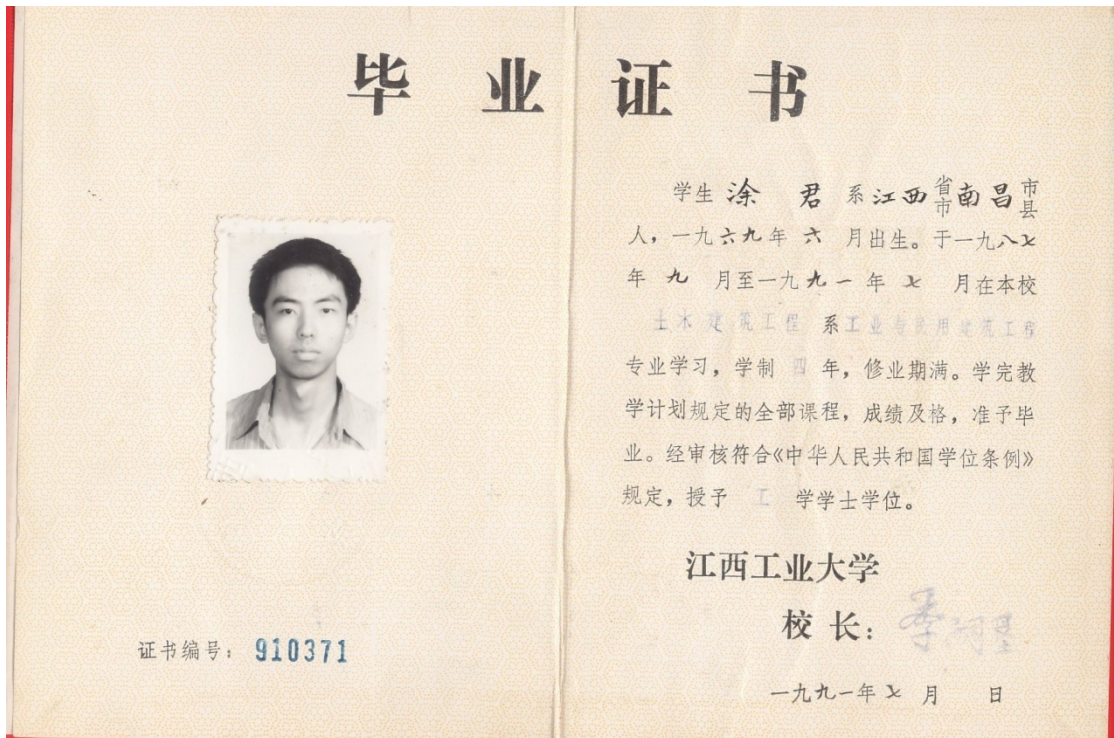 毕业证书
学生 涂 君 系江西省市南昌市县
人，一九六九年 六 月出生。于一九八七
年 九 月至一九九一年 七 月在本校
土木建筑工程 系工业与民用建筑工程
专业学习，学制 四 年，修业期满。学完教
学计划规定的全部课程，成绩及格，准予毕
业。经审核符合《中华人民共和国学位条例》
规定，授予 工 学学士学位。
江西工业大学
校长：
一九九一年七月 日
证书编号：910371